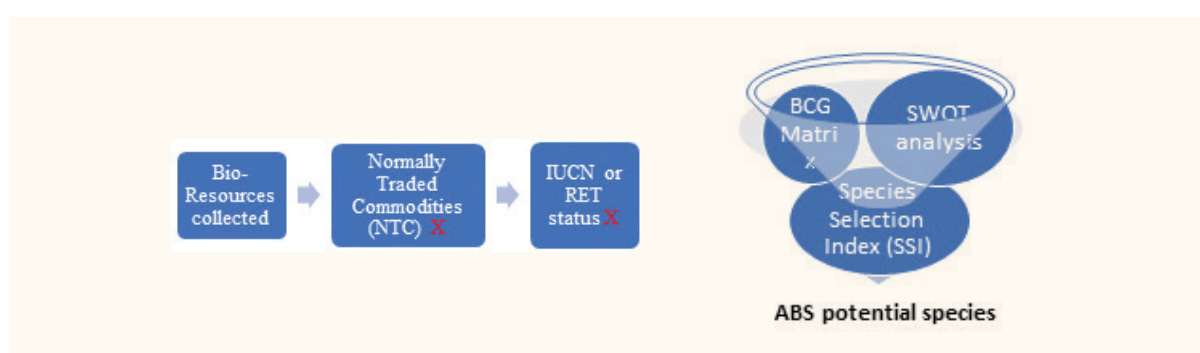 Bio-
Resources
collected
Normally
Traded
Commodities
(NTC) X
IUCN or
RET
status X
BCG
Matri
x
SWOT
analysis
Species
Selection
Index (SSI)
ABS potential species